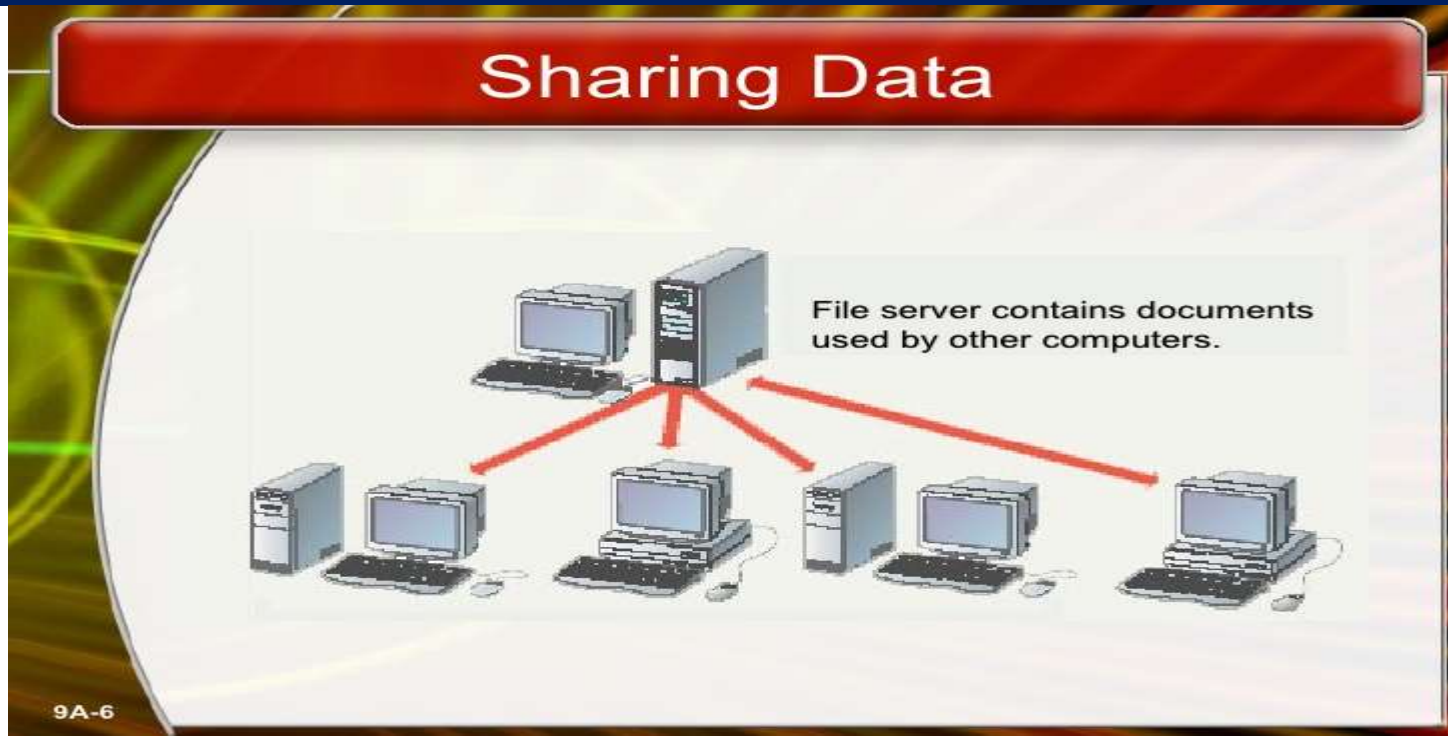 Sharing Data
File server contains documents
used by other computers.
9A-6